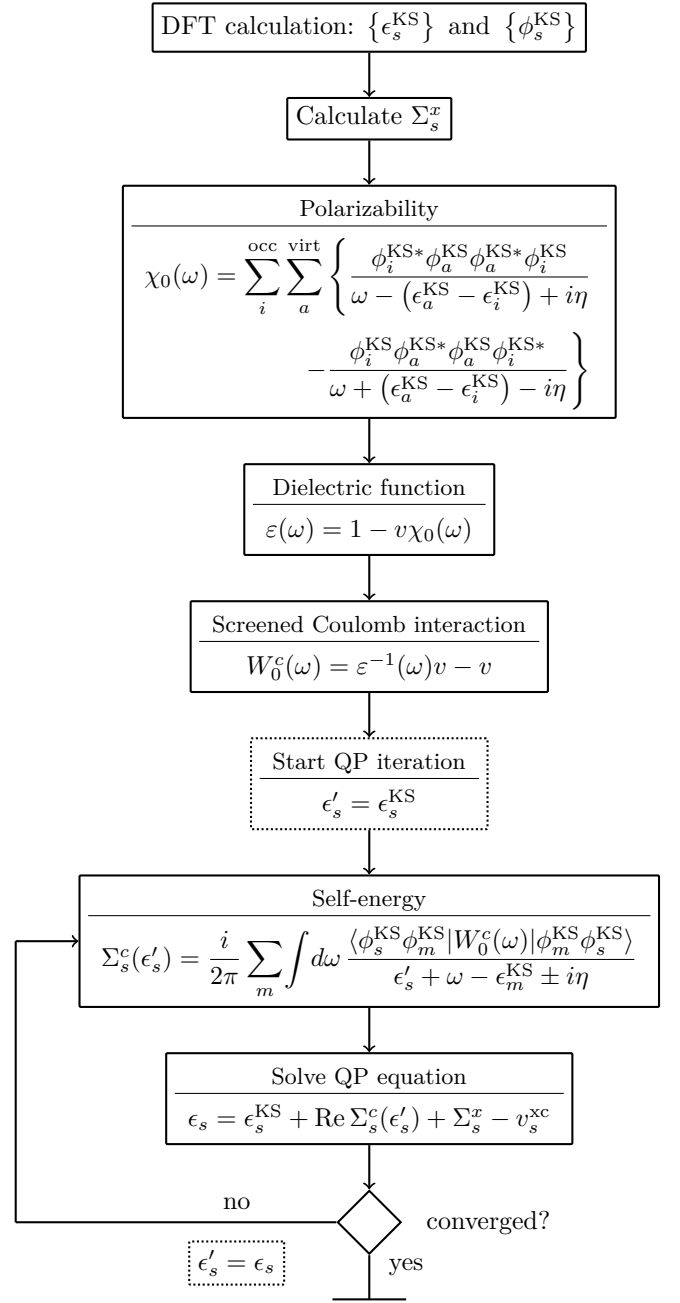 DFT calculation: {ϵ_s^KS} and {ϕ_s^KS}
Calculate Σ_s^x
Polarizability
χ_0(ω) = ∑_i^occ ∑_a^virt { ϕ_i^KS* ϕ_a^KS ϕ_a^KS* ϕ_i^KS / ω − (ϵ_a^KS − ϵ_i^KS) + iη
− ϕ_i^KS ϕ_a^KS* ϕ_a^KS ϕ_i^KS* / ω + (ϵ_a^KS − ϵ_i^KS) − iη }
Dielectric function
ε(ω) = 1 − vχ_0(ω)
Screened Coulomb interaction
W_0^c(ω) = ε^−1(ω)v − v
Start QP iteration
ϵ′_s = ϵ_s^KS
Self-energy
Σ_s^c(ϵ′_s) = i/2π ∑_m ∫ dω ⟨ϕ_s^KS ϕ_m^KS|W_0^c(ω)|ϕ_m^KS ϕ_s^KS⟩ / ϵ′_s + ω − ϵ_m^KS ± iη
Solve QP equation
ϵ_s = ϵ_s^KS + Re Σ_s^c(ϵ′_s) + Σ_s^x − v_s^xc
no
converged?
ϵ′_s = ϵ_s
yes